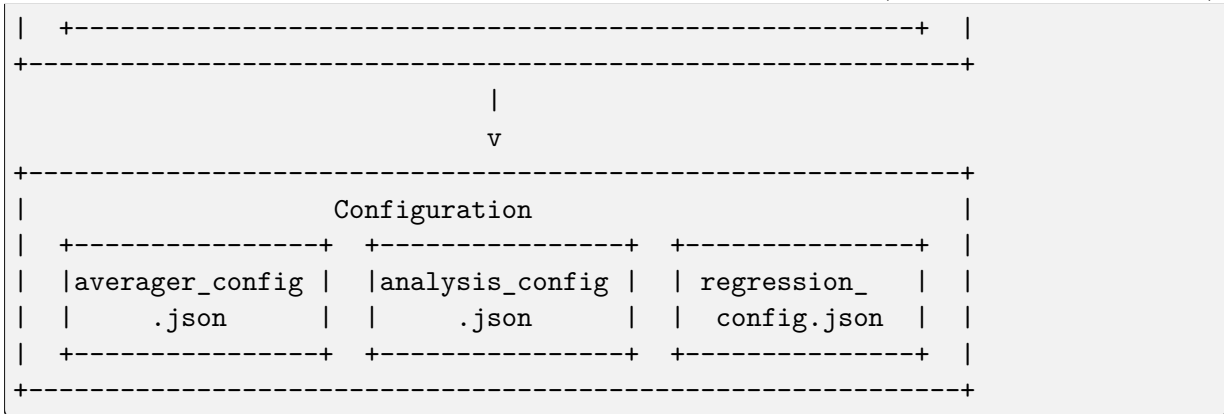 |  +-------------------------------------------------------+  |
+-------------------------------------------------------------+
                               |
                               v
+-------------------------------------------------------------+
|                    Configuration                            |
|  +----------------+  +----------------+  +---------------+  |
|  |averager_config |  |analysis_config |  | regression_   |  |
|  |     .json      |  |     .json      |  |  config.json  |  |
|  +----------------+  +----------------+  +---------------+  |
+-------------------------------------------------------------+